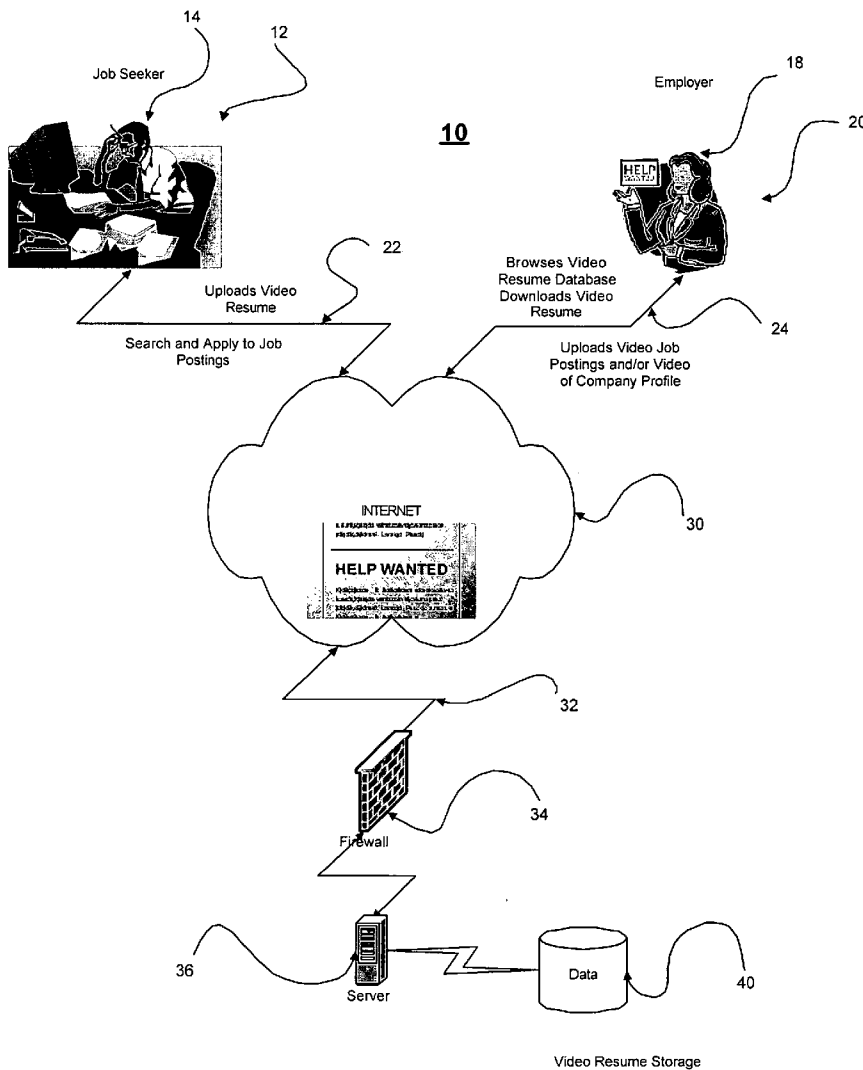 14
12
Job Seeker
18
Employer
10
20
HELP
WANTED
22
Uploads Video
Resume
Search and Apply to Job
Postings
Browses Video
Resume Database
Downloads Video
Resume
24
Uploads Video Job
Postings and/or Video
of Company Profile
INTERNET
30
HELP WANTED
32
34
Firewall
36
Server
Data
40
Video Resume Storage